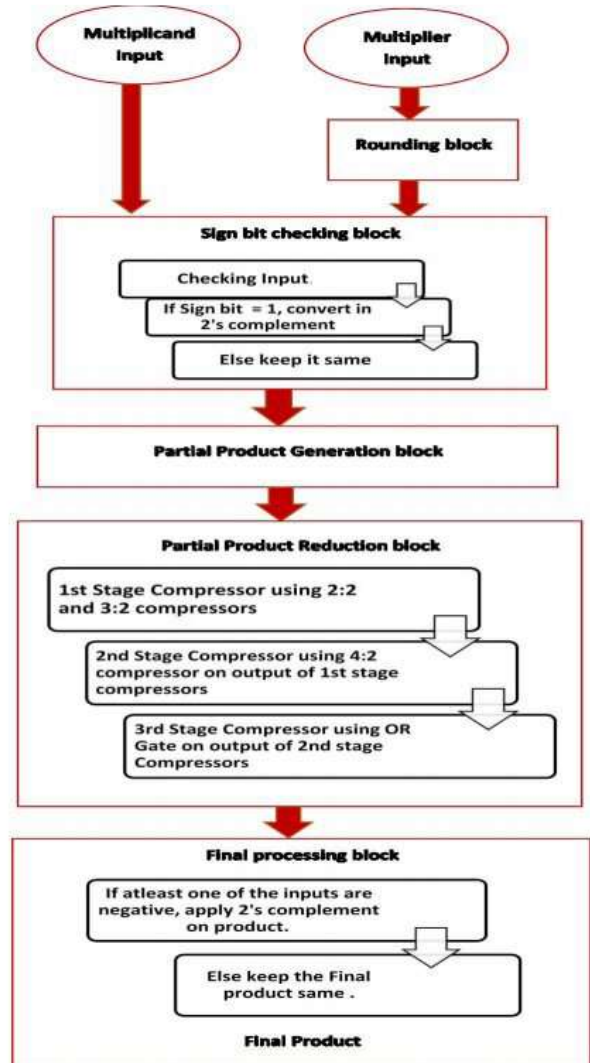 Multiplicand
Input
Multiplier
Input
Rounding block
Sign bit checking block
Checking Input.
If Sign bit = 1, convert in
2's complement
Else keep it same
Partial Product Generation block
Partial Product Reduction block
1st Stage Compressor using 2:2
and 3:2 compressors
2nd Stage Compressor using 4:2
compressor on output of 1st stage
compressors
3rd Stage Compressor using OR
Gate on output of 2nd stage
Compressors
Final processing block
If atleast one of the inputs are
negative, apply 2's complement
on product.
Else keep the Final
product same .
Final Product